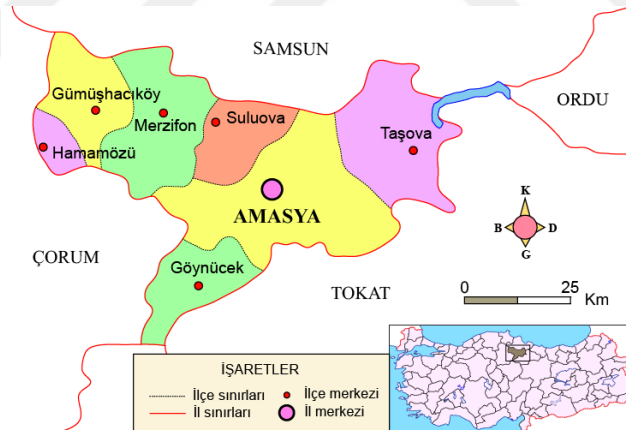 SAMSUN
ORDU
Gümüşhacıköy
Merzifon
Suluova
Taşova
Hamamözü
AMASYA
K
B
D
G
ÇORUM
Göynücek
TOKAT
0 25
Km
İŞARETLER
İlçe sınırları
İlçe merkezi
İl sınırları
İl merkezi